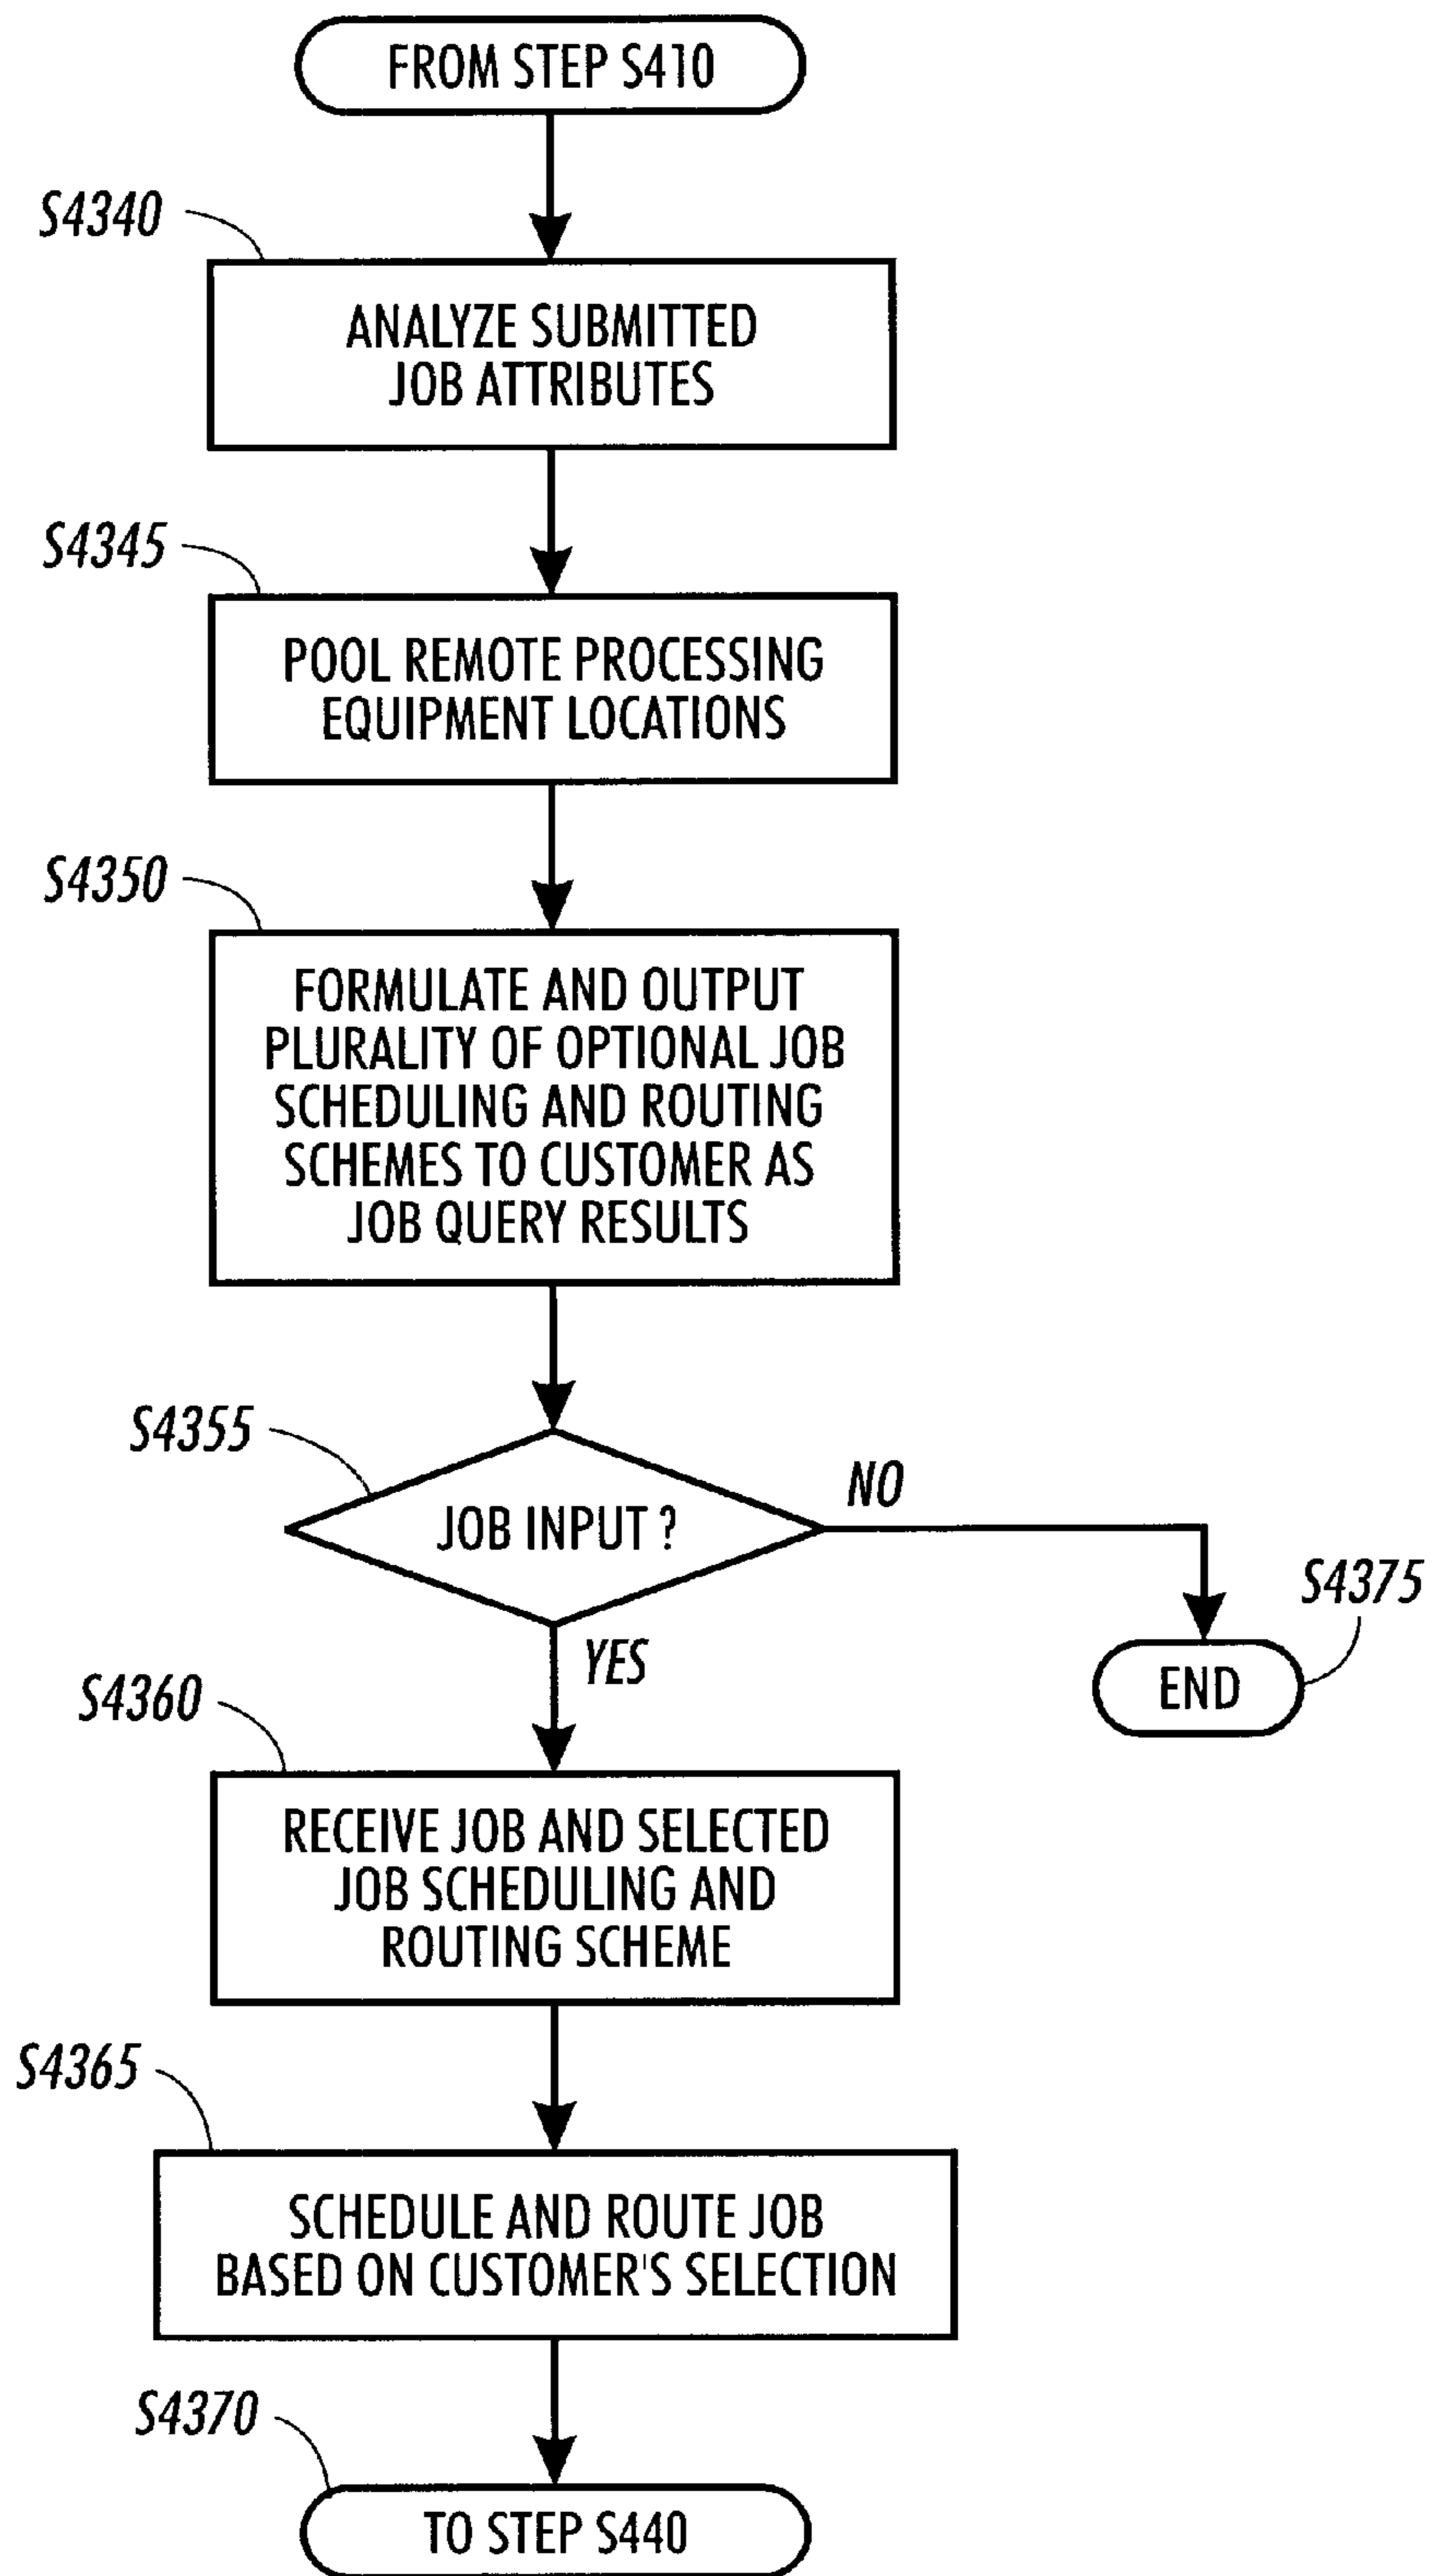 FROM STEP S410
S4340
ANALYZE SUBMITTED
JOB ATTRIBUTES
S4345
POOL REMOTE PROCESSING
EQUIPMENT LOCATIONS
S4350
FORMULATE AND OUTPUT
PLURALITY OF OPTIONAL JOB
SCHEDULING AND ROUTING
SCHEMES TO CUSTOMER AS
JOB QUERY RESULTS
S4355
JOB INPUT ?
NO
S4375
END
YES
S4360
RECEIVE JOB AND SELECTED
JOB SCHEDULING AND
ROUTING SCHEME
S4365
SCHEDULE AND ROUTE JOB
BASED ON CUSTOMER'S SELECTION
S4370
TO STEP S440